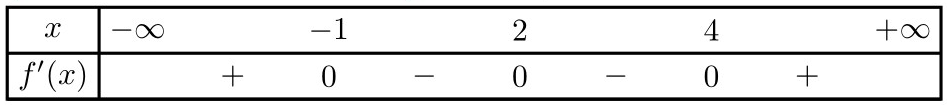 x −∞ −1 2 4 +∞
f′(x) + 0 − 0 − 0 +